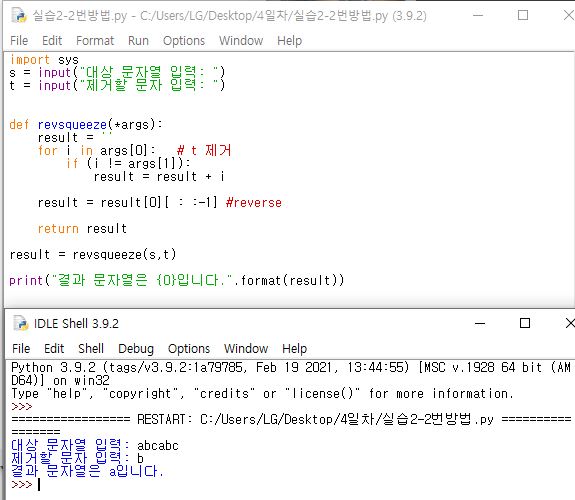 실습2-2번방법.py - C:/Users/LG/Desktop/4일차/실습2-2번방법.py (3.9.2)
File Edit Format Run Options Window Help
import sys
s = input("대상 문자열 입력: ")
t = input("제거할 문자 입력: ")
def revsqueeze(*args):
result = ''
for i in args[0]: # t 제거
if (i != args[1]):
result = result + i
result = result[0][ : :-1] #reverse
return result
result = revsqueeze(s,t)
print("결과 문자열은 {0}입니다.".format(result))
IDLE Shell 3.9.2
File Edit Shell Debug Options Window Help
Python 3.9.2 (tags/v3.9.2:1a79785, Feb 19 2021, 13:44:55) [MSC v.1928 64 bit (AM
D64)] on win32
Type "help", "copyright", "credits" or "license()" for more information.
>>>
================= RESTART: C:/Users/LG/Desktop/4일차/실습2-2번방법.py ==========
=======
대상 문자열 입력: abcabc
제거할 문자 입력: b
결과 문자열은 a입니다.
>>>